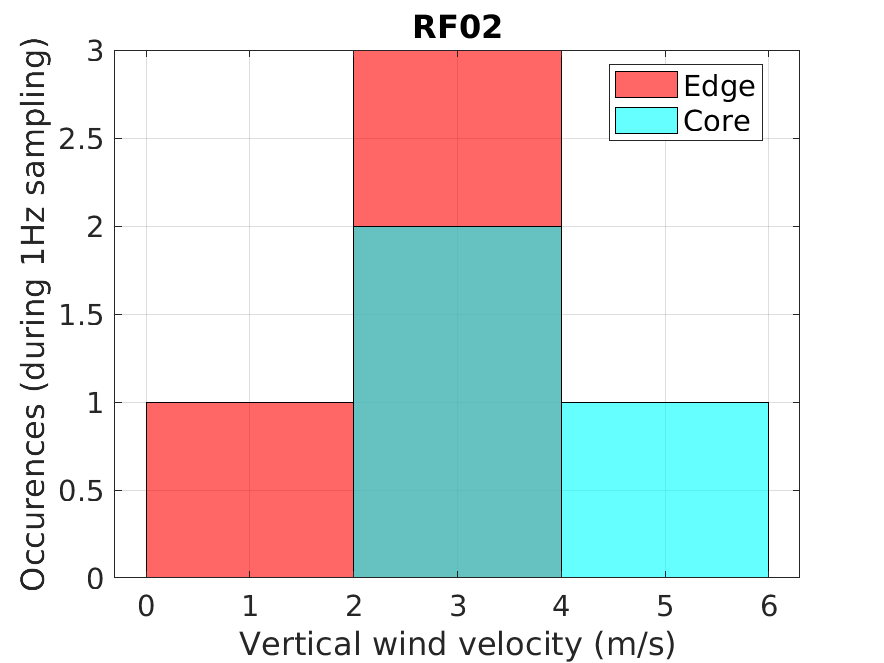 RF02
Edge
Core
3
2.5
2
1.5
1
0.5
0
Occurences (during 1Hz sampling)
0 1 2 3 4 5 6
Vertical wind velocity (m/s)